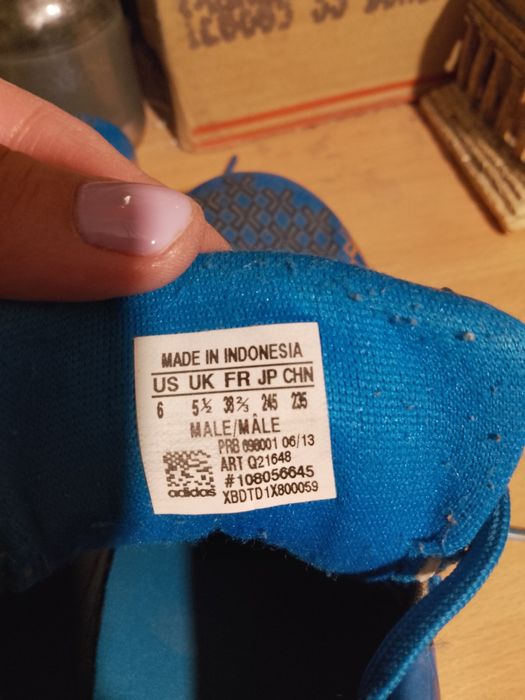 MADE IN INDONESIA
US UK FR JP CHN
6 5½ 38⅔ 245 235
MALE/MÂLE
PRB 698001 06/13
ART Q21648
#108056645
adidas
XBDTD1X800059